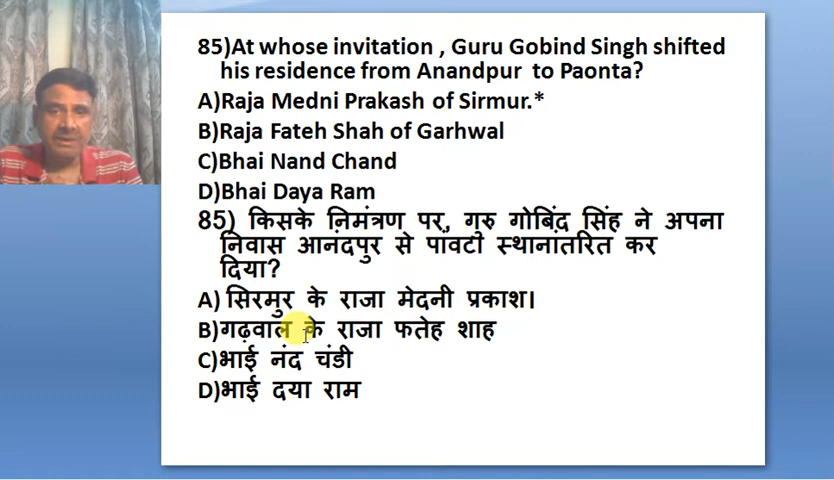 85)At whose invitation , Guru Gobind Singh shifted
his residence from Anandpur to Paonta?
A)Raja Medni Prakash of Sirmur.*
B)Raja Fateh Shah of Garhwal
C)Bhai Nand Chand
D)Bhai Daya Ram
85) किसके निमंत्रण पर, गुरु गोबिंद सिंह ने अपना
निवास आनंदपुर से पांवटा स्थानांतरित कर
दिया?
A) सिरमुर के राजा मेदनी प्रकाश।
B)गढ़वाल के राजा फतेह शाह
C)भाई नंद चंडी
D)भाई दया राम